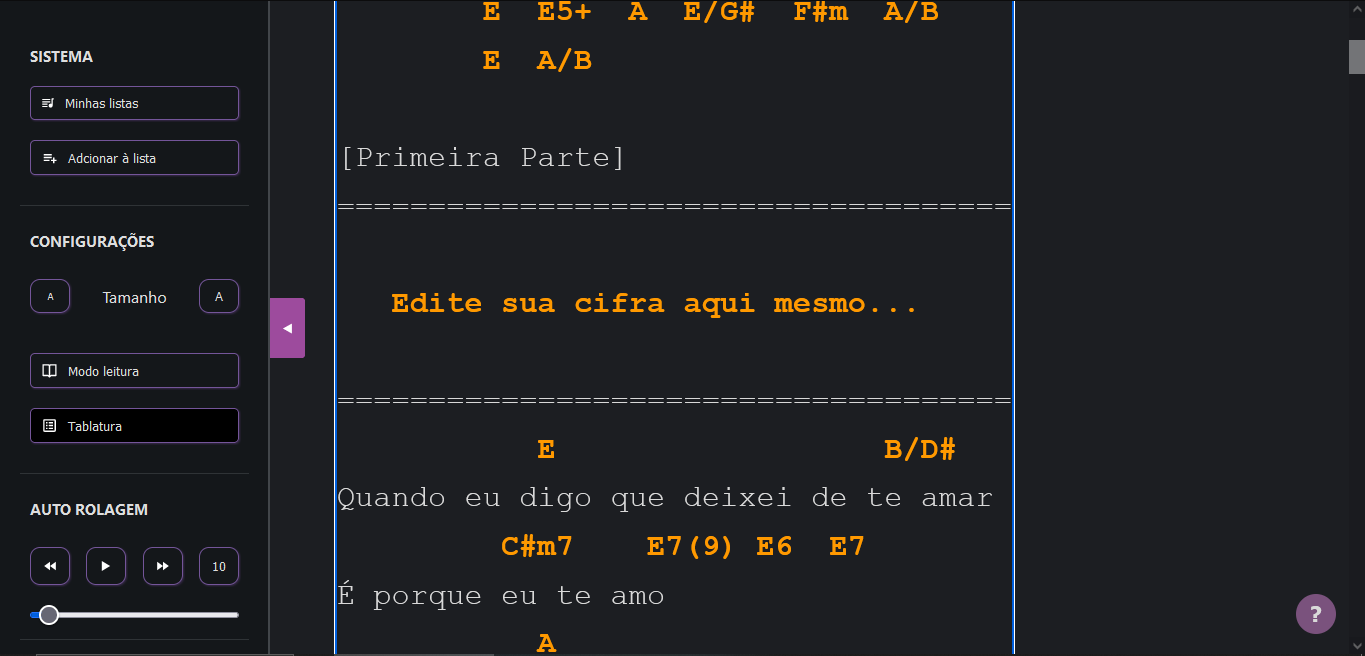 SISTEMA
Minhas listas
Adcionar à lista
CONFIGURAÇÕES
A Tamanho A
Modo leitura
Tablatura
AUTO ROLAGEM
10
E E5+ A E/G# F#m A/B
E A/B
[Primeira Parte]
=====================================
Edite sua cifra aqui mesmo...
=====================================
E B/D#
Quando eu digo que deixei de te amar
C#m7 E7(9) E6 E7
É porque eu te amo
A
?